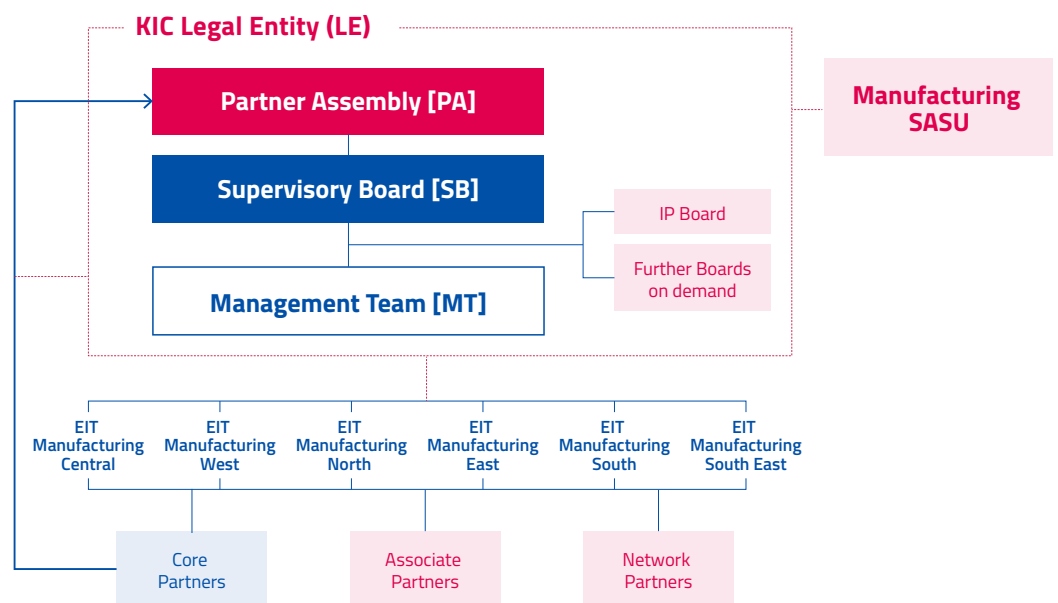 KIC Legal Entity (LE)
Partner Assembly [PA]
Manufacturing
SASU
Supervisory Board [SB]
IP Board
Further Boards
on demand
Management Team [MT]
EIT
Manufacturing
Central
EIT
Manufacturing
West
EIT
Manufacturing
North
EIT
Manufacturing
East
EIT
Manufacturing
South
EIT
Manufacturing
South East
Core
Partners
Associate
Partners
Network
Partners